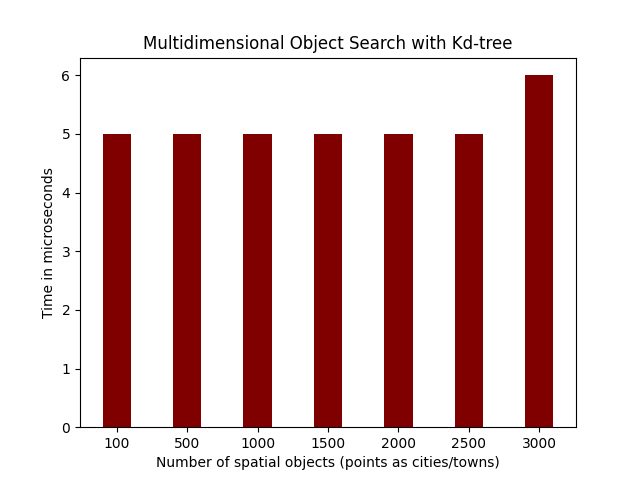 Multidimensional Object Search with Kd-tree
6
5
4
3
2
1
0
Time in microseconds
100 500 1000 1500 2000 2500 3000
Number of spatial objects (points as cities/towns)